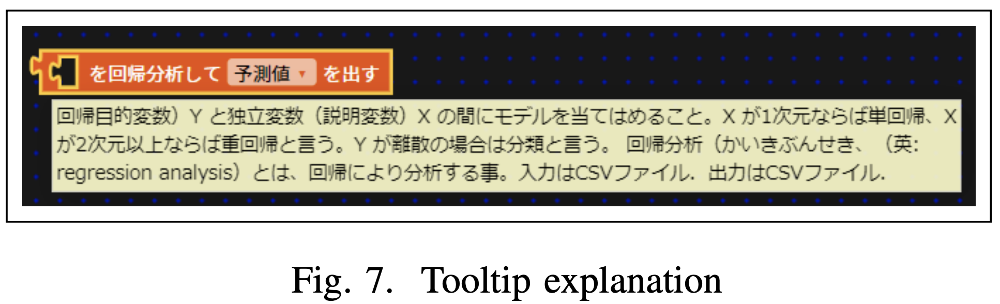 を回帰分析して 予測値 ▾ を出す
回帰目的変数）Y と独立変数（説明変数）X の間にモデルを当てはめること。X が1次元ならば単回帰、X
が2次元以上ならば重回帰と言う。Y が離散の場合は分類と言う。 回帰分析（かいきぶんせき、（英:
regression analysis）とは、回帰により分析する事。入力はCSVファイル．出力はCSVファイル．
Fig. 7. Tooltip explanation